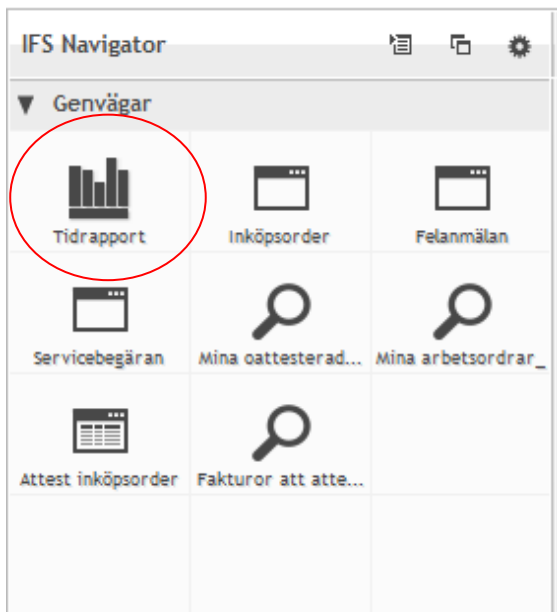 IFS Navigator
Genvägar
Tidrapport Inköpsorder Felanmälan
Servicebegäran Mina oattesterad... Mina arbetsordrar_
Attest inköpsorder Fakturor att atte...